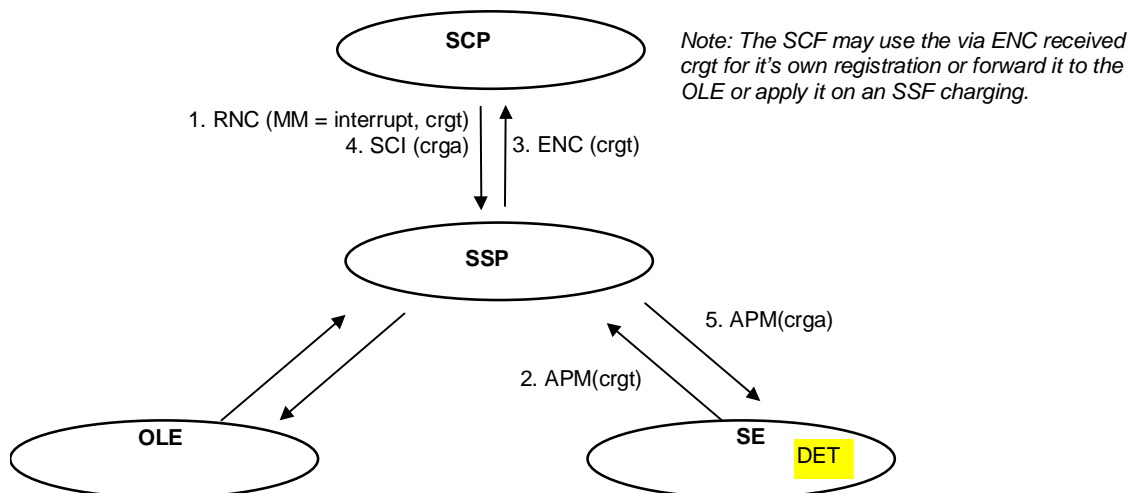 SCP
Note: The SCF may use the via ENC received
crgt for it's own registration or forward it to the
OLE or apply it on an SSF charging.
1. RNC (MM = interrupt, crgt)
4. SCI (crga)
3. ENC (crgt)
SSP
5. APM(crga)
2. APM(crgt)
OLE
SE
DET